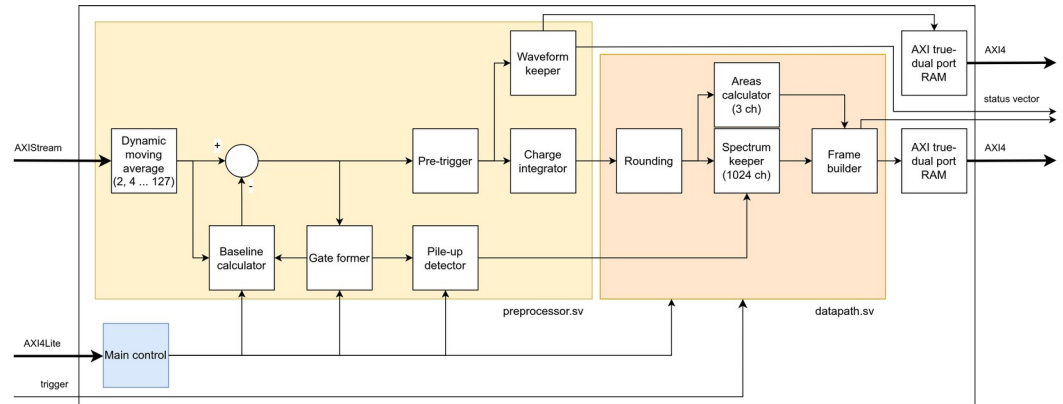 Waveform
keeper
AXI true-
dual port
RAM
AXI4
Areas
calculator
(3 ch)
status vector
AXIStream
Dynamic
moving
average
(2, 4 ... 127)
+
-
Pre-trigger
Charge
integrator
Rounding
Spectrum
keeper
(1024 ch)
Frame
builder
AXI true-
dual port
RAM
AXI4
Baseline
calculator
Gate former
Pile-up
detector
preprocessor.sv
datapath.sv
AXI4Lite
Main control
trigger